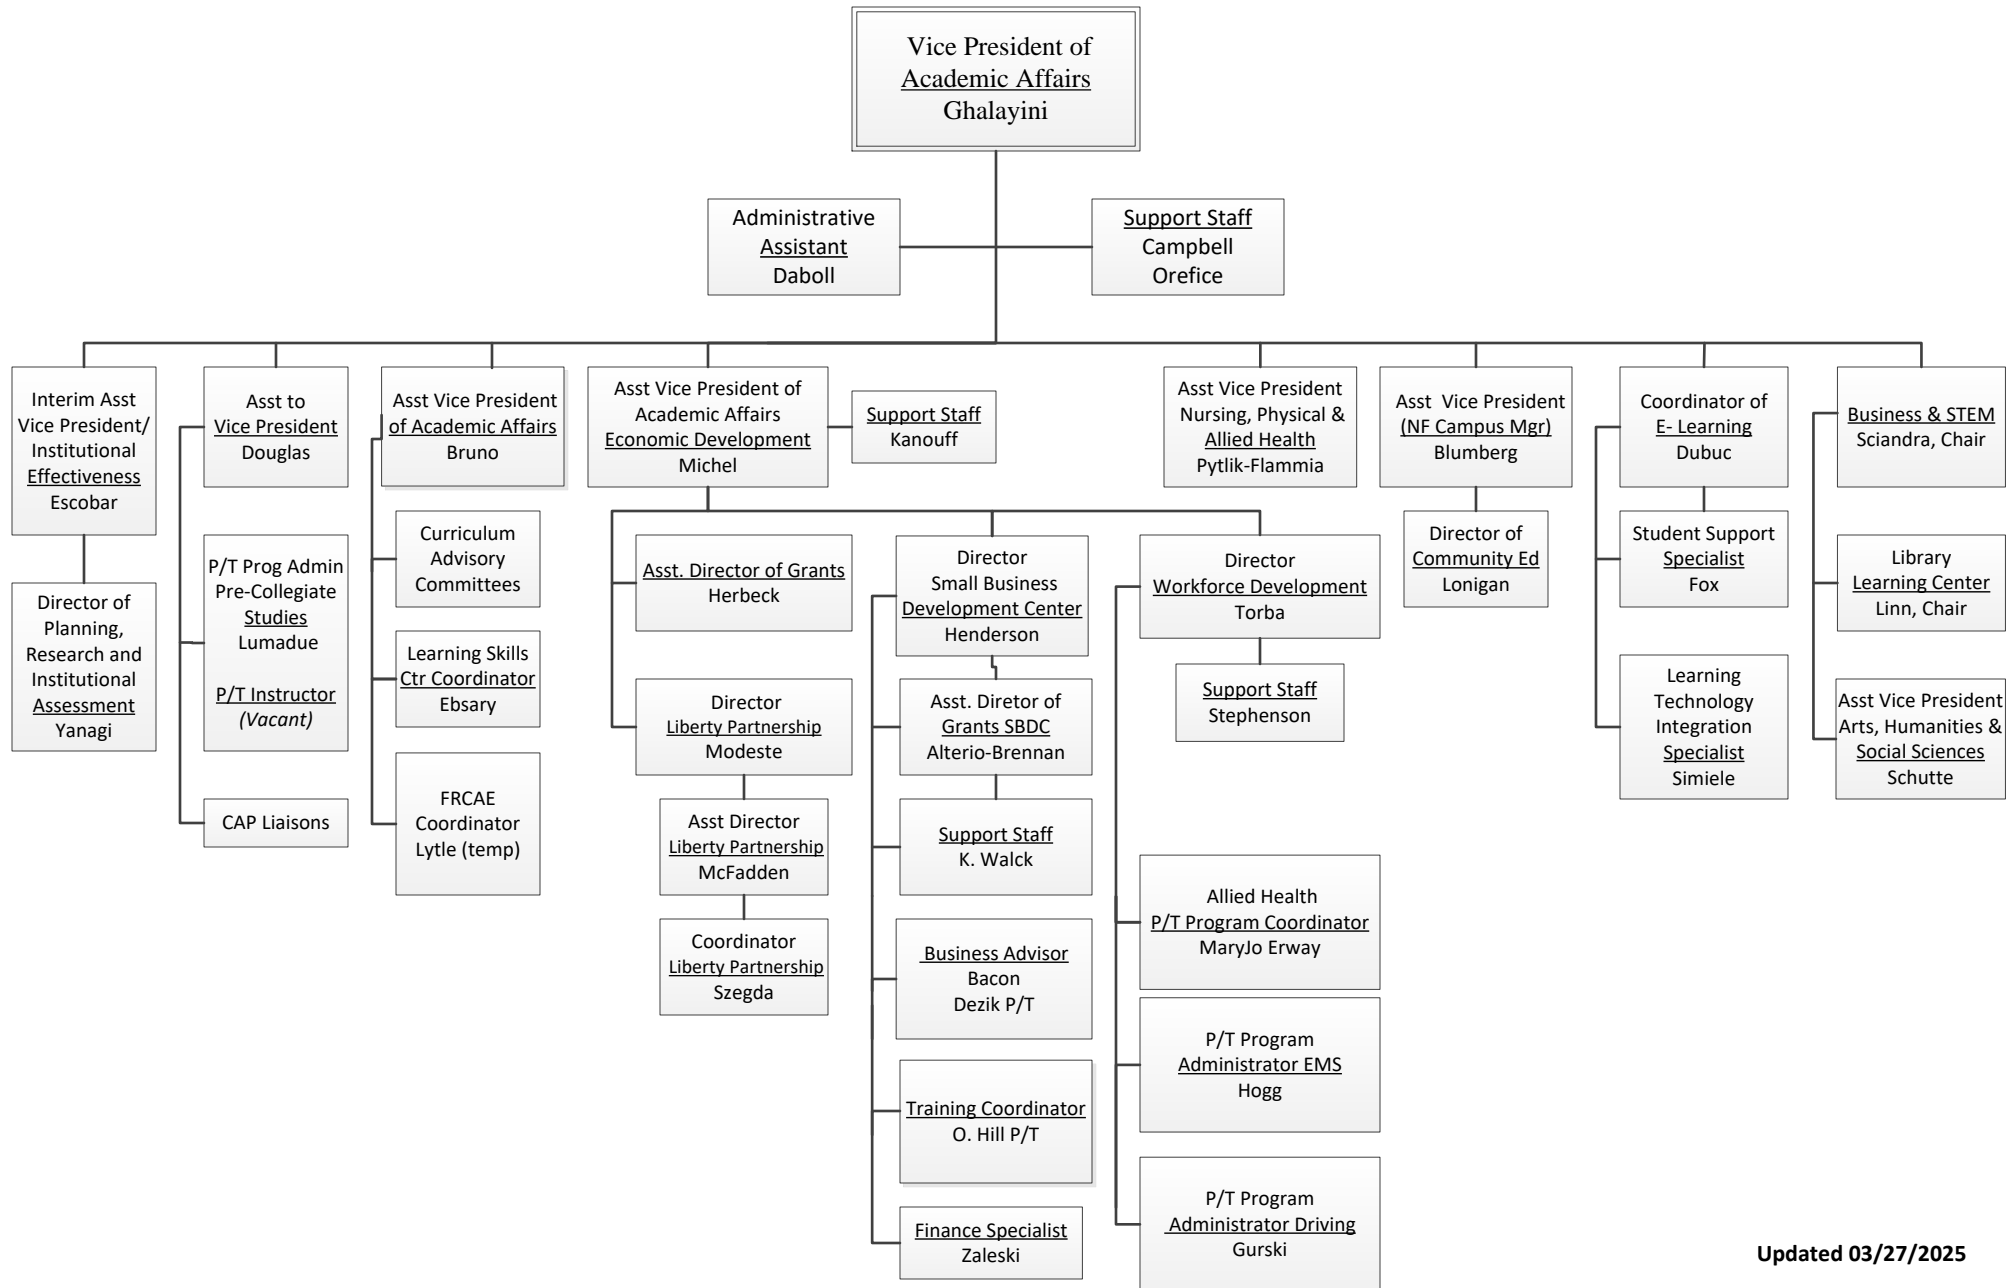 Vice President of
Academic Affairs
Ghalayini
Administrative
Assistant
Daboll
Support Staff
Campbell
Orefice
Interim Asst
Vice President/
Institutional
Effectiveness
Escobar
Director of
Planning,
Research and
Institutional
Assessment
Yanagi
Asst to
Vice President
Douglas
P/T Prog Admin
Pre-Collegiate
Studies
Lumadue
P/T Instructor
(Vacant)
CAP Liaisons
Asst Vice President
of Academic Affairs
Bruno
Curriculum
Advisory
Committees
Learning Skills
Ctr Coordinator
Ebsary
FRCAE
Coordinator
Lytle (temp)
Asst Vice President of
Academic Affairs
Economic Development
Michel
Support Staff
Kanouff
Asst. Director of Grants
Herbeck
Director
Liberty Partnership
Modeste
Asst Director
Liberty Partnership
McFadden
Coordinator
Liberty Partnership
Szegda
Director
Small Business
Development Center
Henderson
Asst. Diretor of
Grants SBDC
Alterio-Brennan
Support Staff
K. Walck
Business Advisor
Bacon
Dezik P/T
Training Coordinator
O. Hill P/T
Finance Specialist
Zaleski
Director
Workforce Development
Torba
Support Staff
Stephenson
Allied Health
P/T Program Coordinator
MaryJo Erway
P/T Program
Administrator EMS
Hogg
P/T Program
Administrator Driving
Gurski
Asst Vice President
Nursing, Physical &
Allied Health
Pytlik-Flammia
Asst  Vice President
(NF Campus Mgr)
Blumberg
Director of
Community Ed
Lonigan
Coordinator of
E- Learning
Dubuc
Student Support
Specialist
Fox
Learning
Technology
Integration
Specialist
Simiele
Business & STEM
Sciandra, Chair
Library
Learning Center
Linn, Chair
Asst Vice President
Arts, Humanities &
Social Sciences
Schutte
Updated 03/27/2025